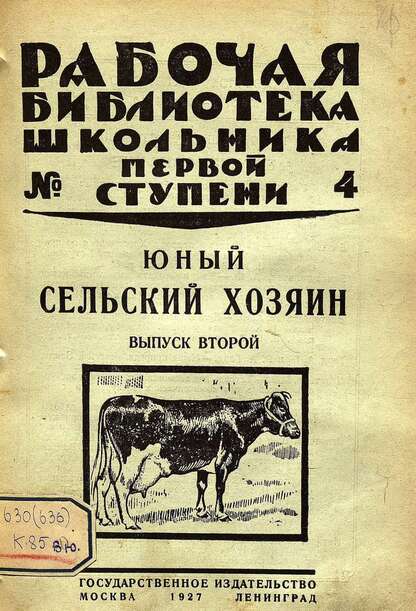 РАБОЧАЯ
БИБЛИОТЕКА
ШКОЛЬНИКА
ПЕРВОЙ
№ СТУПЕНИ 4
ЮНЫЙ
СЕЛЬСКИЙ ХОЗЯИН
ВЫПУСК ВТОРОЙ
630(636)
К.85
ГОСУДАРСТВЕННОЕ ИЗДАТЕЛЬСТВО
МОСКВА 1927 ЛЕНИНГРАД